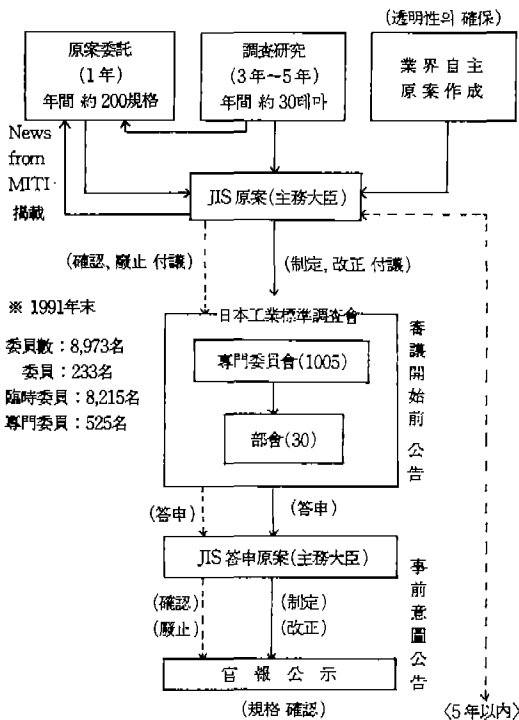 (透明性의 確保)
原案委託
(1年)
年間 約200規格
調査研究
(3年~5年)
年間 約30테마
業界自主
原案作成
News
from
MITI·
揭載
JIS 原案(主務大臣)
(確認, 廢止 付議)
(制定, 改正 付議)
※ 1991年末
委員數 : 8,973名
委員 : 233名
臨時委員 : 8,215名
專門委員 : 525名
日本工業標準調査會
專門委員會(1005)
部會(30)
審議開始前 公告
(答申)
(答申)
JIS 答申原案(主務大臣)
事前意圖公告
(確認)
(廢止)
(制定)
(改正)
官報公示
(規格 確認)
〈5年以內〉